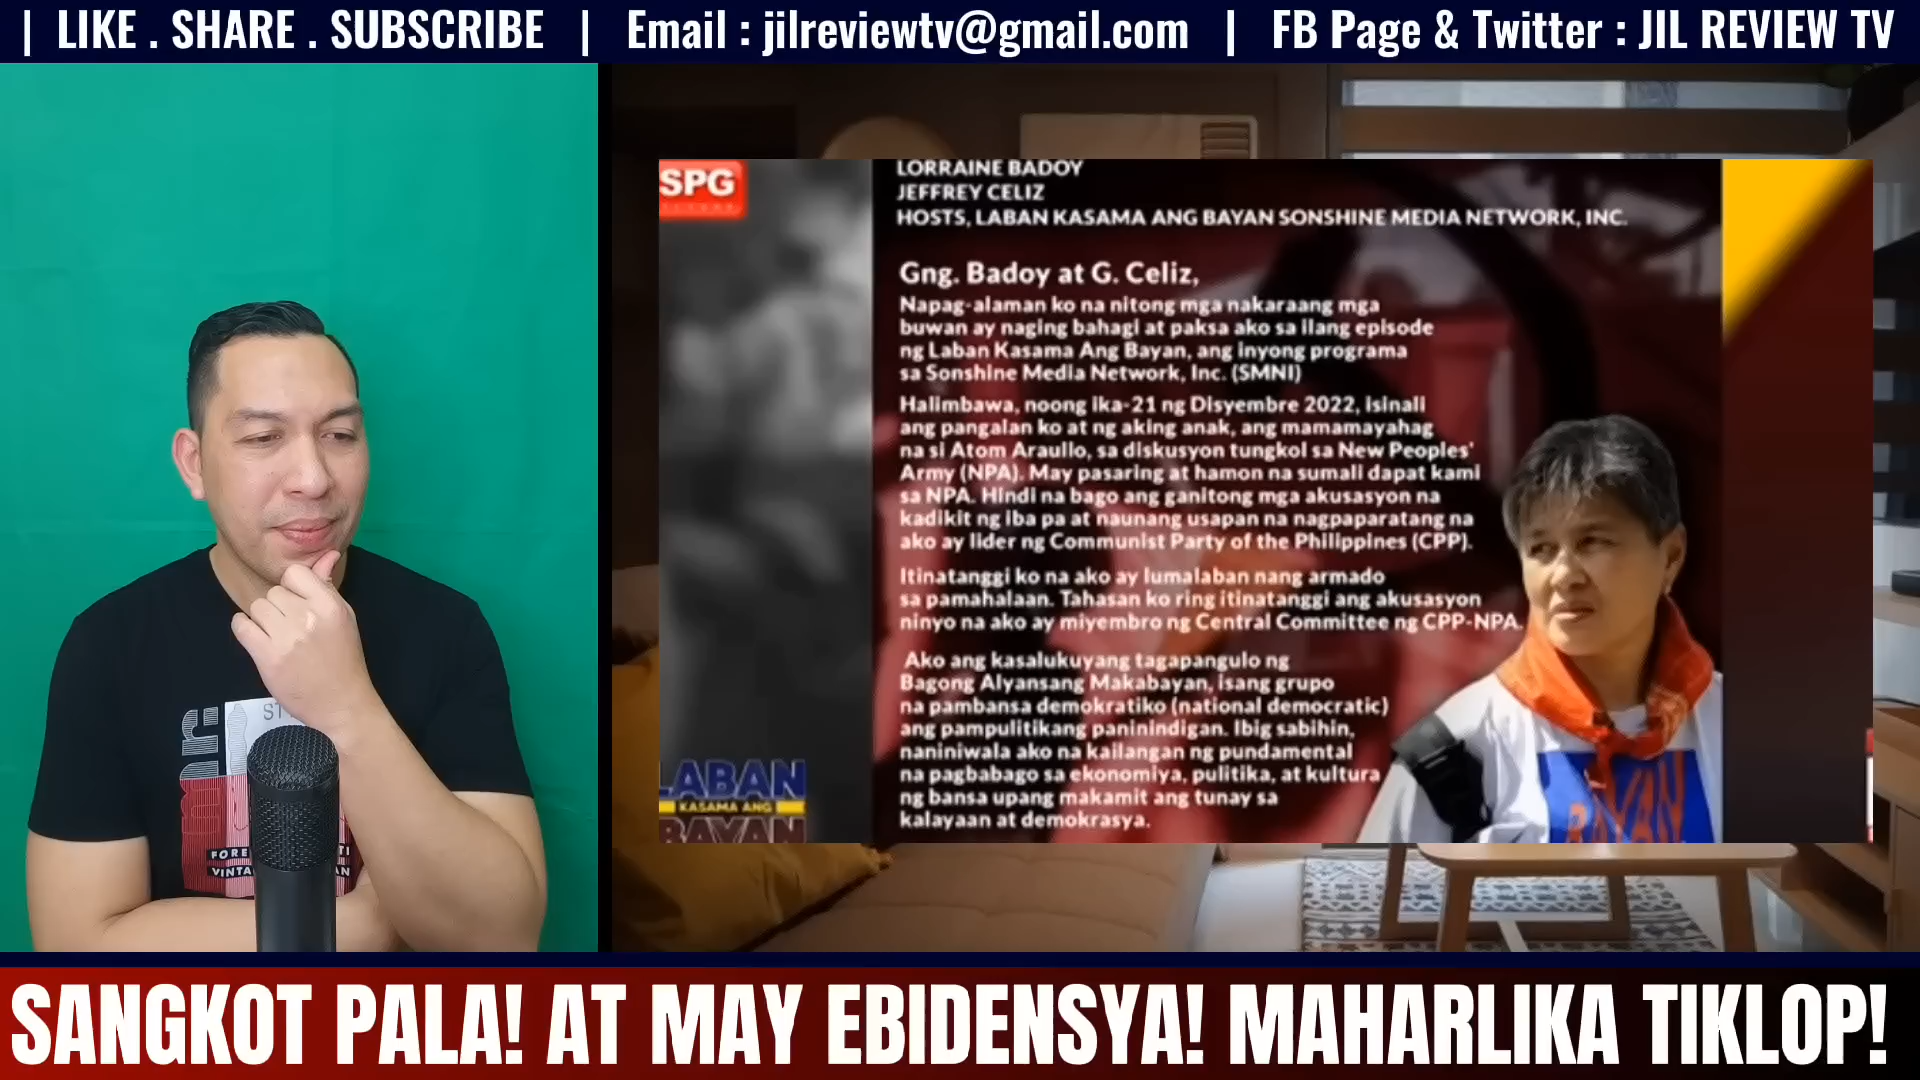 | LIKE . SHARE . SUBSCRIBE | Email : jilreviewtv@gmail.com | FB Page & Twitter : JIL REVIEW TV
SPG
LORRAINE BADOY
JEFFREY CELIZ
HOSTS, LABAN KASAMA ANG BAYAN SONSHINE MEDIA NETWORK, INC.
Gng. Badoy at G. Celiz,
Napag-alaman ko na nitong mga nakaraang mga
buwan ay naging bahagi at paksa ako sa ilang episode
ng Laban Kasama Ang Bayan, ang inyong programa
sa Sonshine Media Network, Inc. (SMNI)
Halimbawa, noong ika-21 ng Disyembre 2022, isinali
ang pangalan ko at ng aking anak, ang mamamayahag
na si Atom Araullo, sa diskusyon tungkol sa New Peoples'
Army (NPA). May pasaring at hamon na sumali dapat kami
sa NPA. Hindi na bago ang ganitong mga akusasyon na
kadikit ng iba pa at naunang usapan na nagpaparatang na
ako ay lider ng Communist Party of the Philippines (CPP).
Itinatanggi ko na ako ay lumalaban nang armado
sa pamahalaan. Tahasan ko ring itinatanggi ang akusasyon
ninyo na ako ay miyembro ng Central Committee ng CPP-NPA.
Ako ang kasalukuyang tagapangulo ng
Bagong Alyansang Makabayan, isang grupo
na pambansa demokratiko (national democratic)
ang pampulitikang paninindigan. Ibig sabihin,
naniniwala ako na kailangan ng pundamental
na pagbabago sa ekonomiya, pulitika, at kultura
ng bansa upang makamit ang tunay sa
kalayaan at demokrasya.
LABAN
KASAMA ANG
BAYAN
BAYAN
SANGKOT PALA! AT MAY EBIDENSYA! MAHARLIKA TIKLOP!